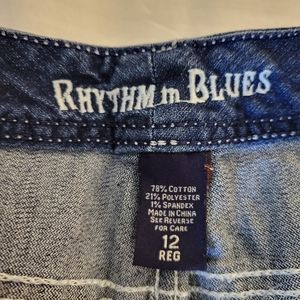 RHYTHM in BLUES
78% COTTON
21% POLYESTER
1% SPANDEX
MADE IN CHINA
SEE REVERSE
FOR CARE
12
REG